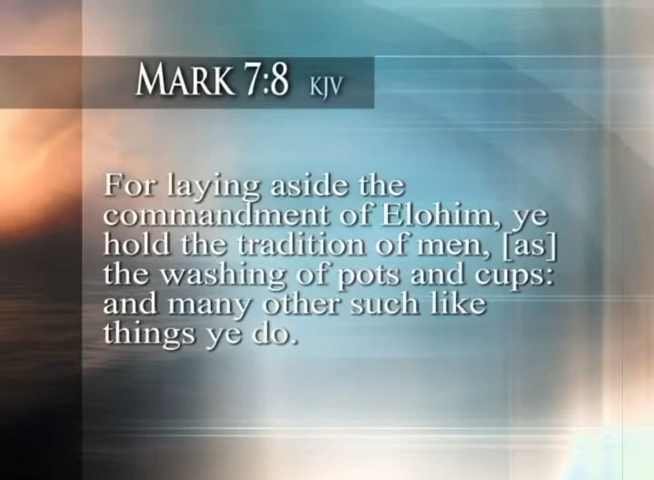 MARK 7:8 KJV
For laying aside the
commandment of Elohim, ye
hold the tradition of men, [as]
the washing of pots and cups:
and many other such like
things ye do.